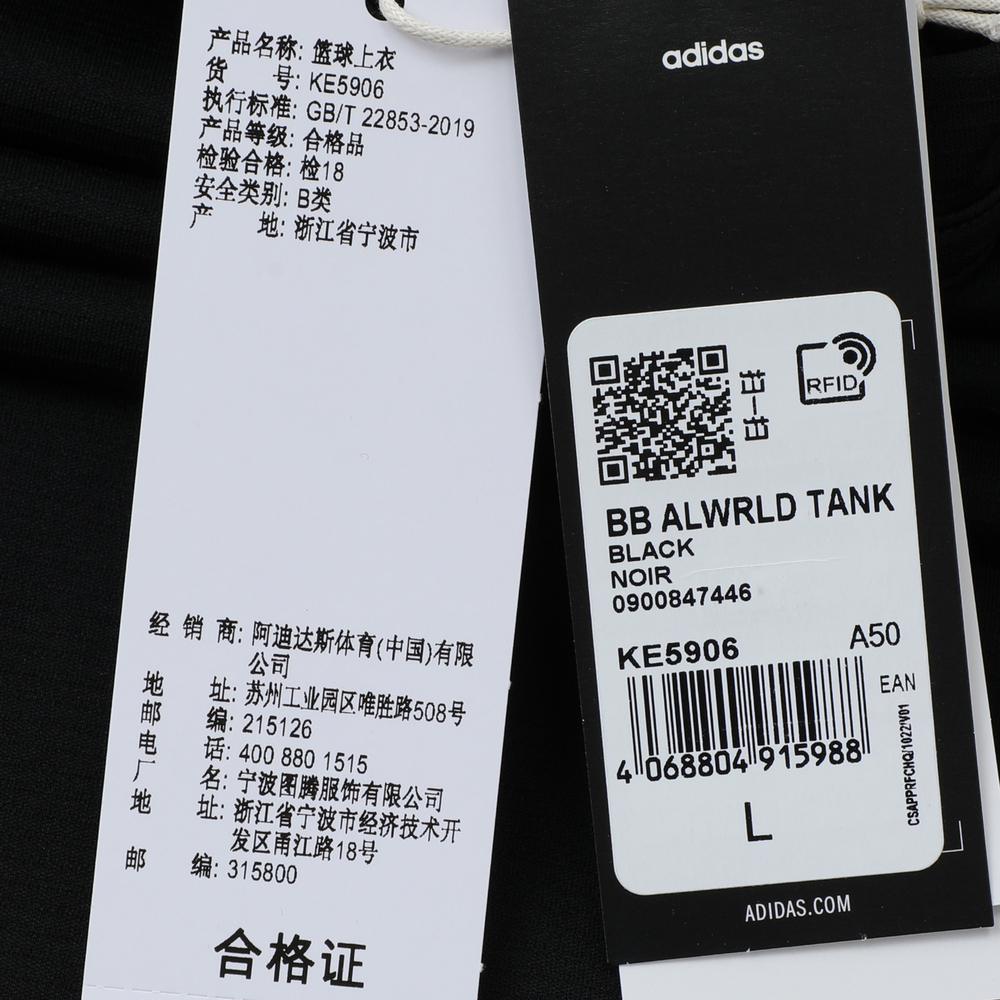 产品名称: 篮球上衣
货 号: KE5906
执行标准: GB/T 22853-2019
产品等级: 合格品
检验合格: 检18
安全类别: B类
产 地: 浙江省宁波市
经 销 商: 阿迪达斯体育(中国)有限
公司
地 址: 苏州工业园区唯胜路508号
邮 编: 215126
电 话: 400 880 1515
厂 名: 宁波图腾服饰有限公司
地 址: 浙江省宁波市经济技术开
发区甬江路18号
邮 编: 315800
合格证
adidas
RFID
BB ALWRLD TANK
BLACK
NOIR
0900847446
KE5906 A50
EAN
4 068804 915988
CSAPPRFCHQ/1022/V01
L
ADIDAS.COM